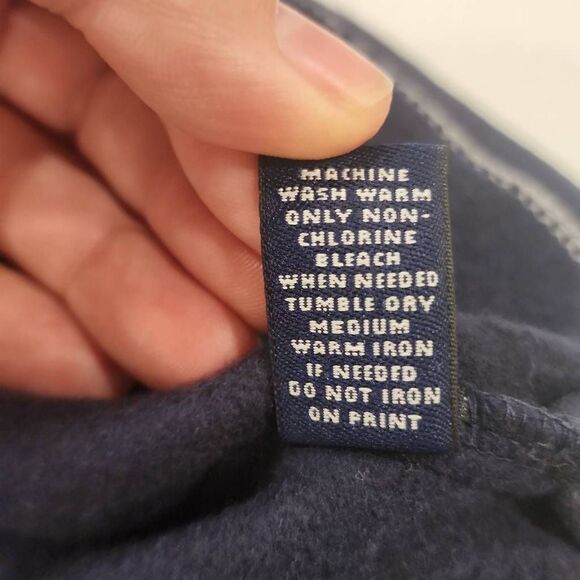 MACHINE
WASH WARM
ONLY NON-
CHLORINE
BLEACH
WHEN NEEDED
TUMBLE DRY
MEDIUM
WARM IRON
IF NEEDED
DO NOT IRON
ON PRINT